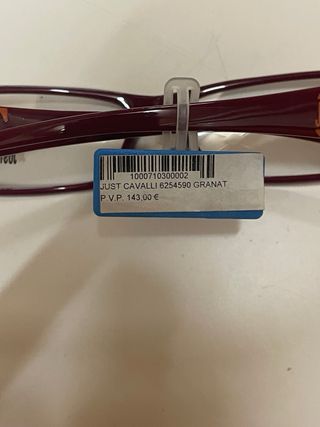 1000710300002
JUST CAVALLI 6254590 GRANAT
P V.P. 143,00 €